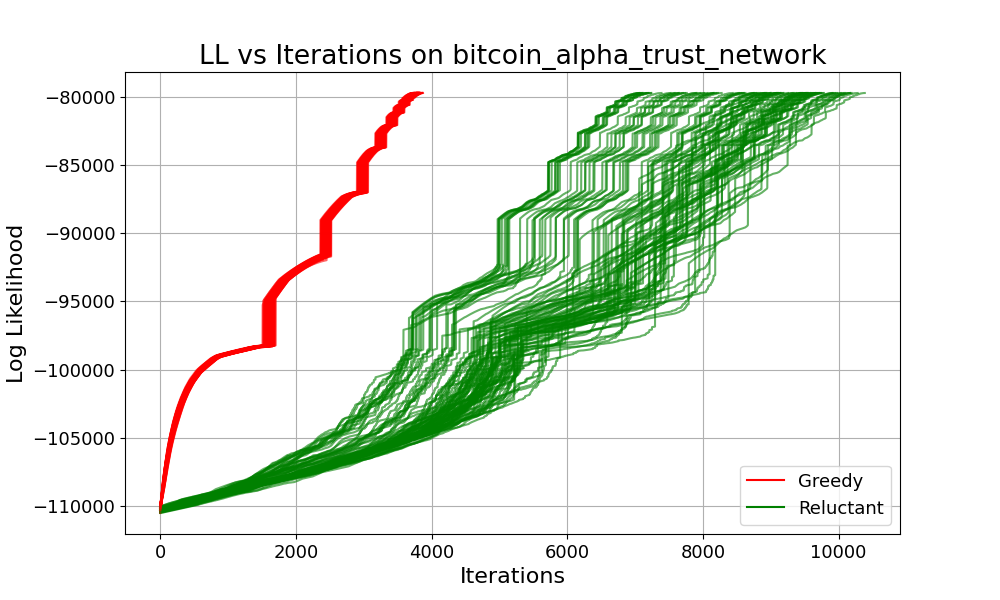 LL vs Iterations on bitcoin_alpha_trust_network
Log Likelihood
−80000
−85000
−90000
−95000
−100000
−105000
−110000
0 2000 4000 6000 8000 10000
Iterations
Greedy
Reluctant